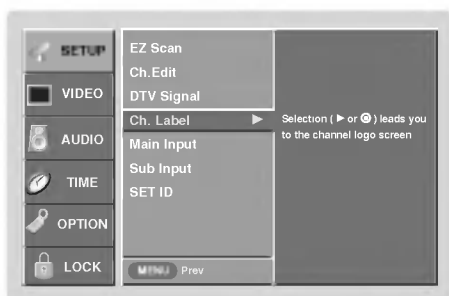 SETUP
VIDEO
AUDIO
TIME
OPTION
LOCK
EZ Scan
Ch.Edit
DTV Signal
Ch. Label ▶
Main Input
Sub Input
SET ID
MENU Prev
Selection ( ▶ or ⦿ ) leads you
to the channel logo screen